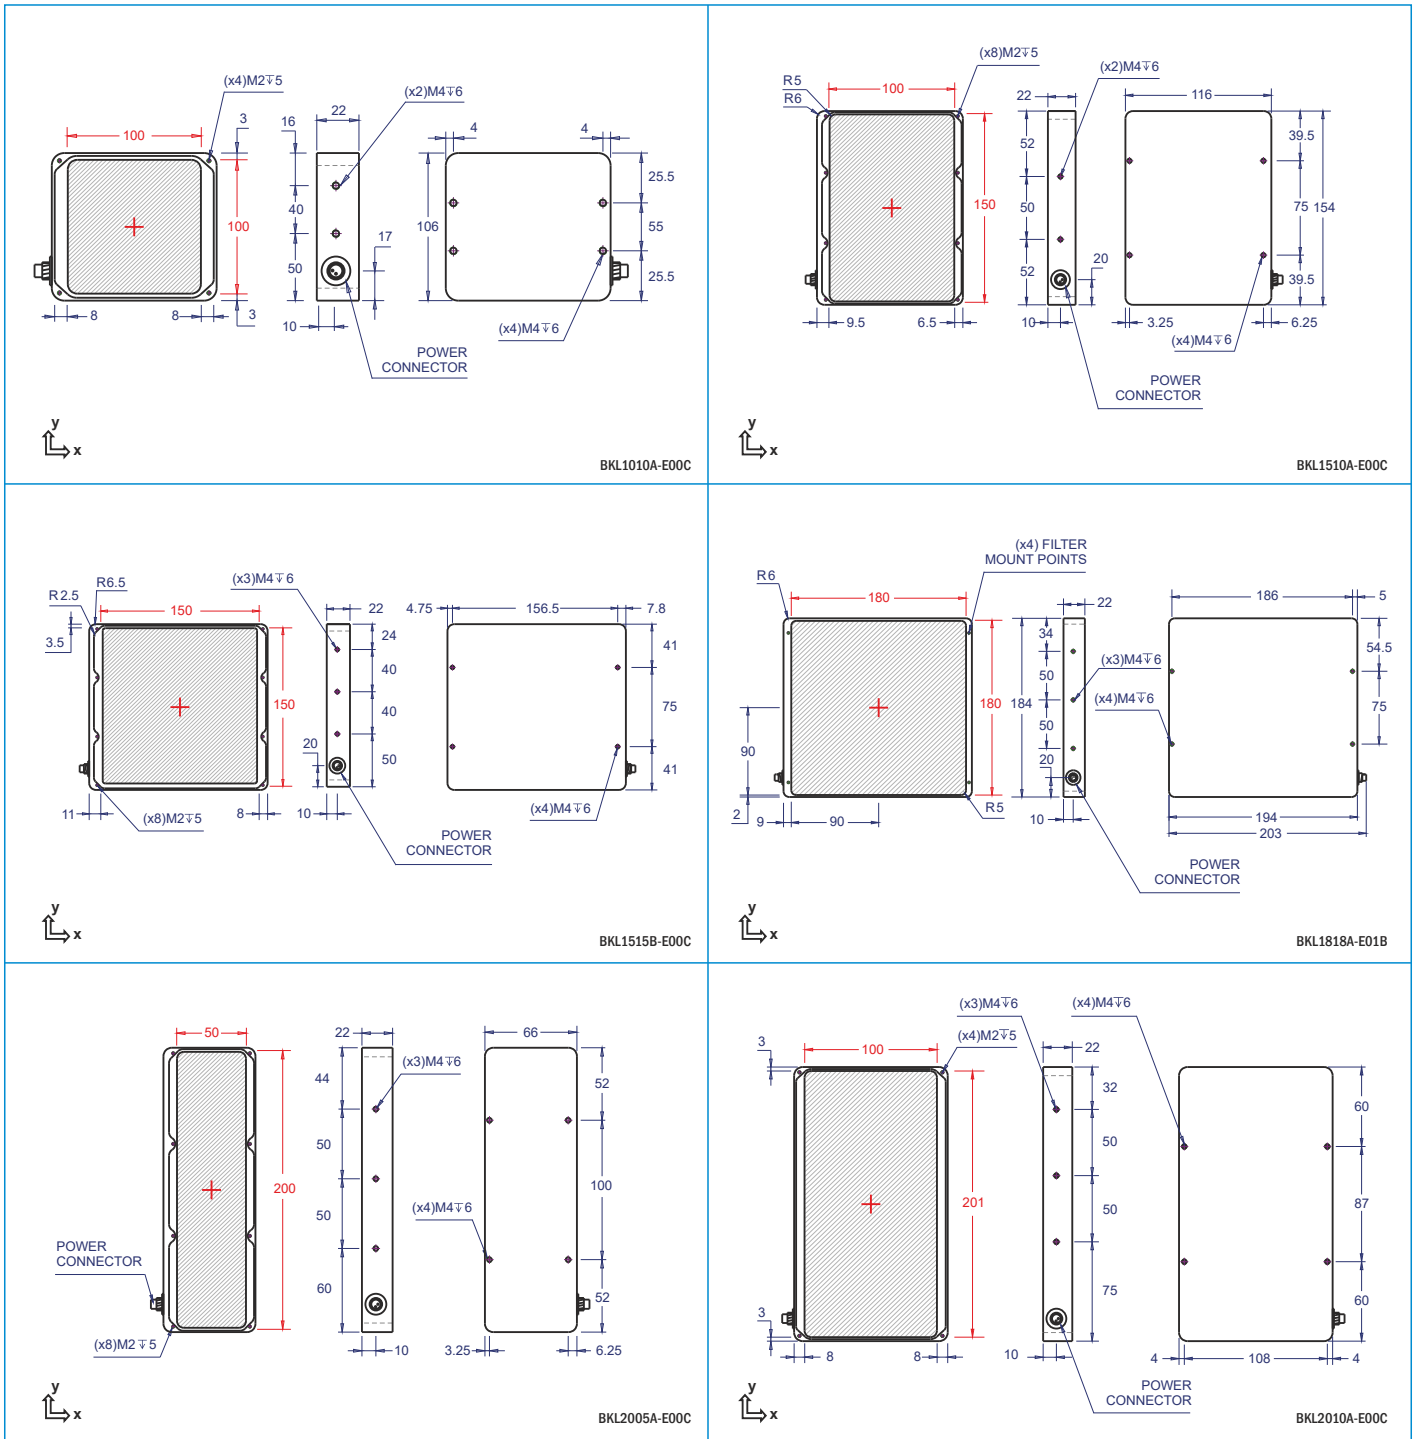 (x4)M2↧5
(x2)M4↧6
22
100
3
16
4
4
25.5
40
100
106
55
17
50
25.5
8
8
3
10
(x4)M4↧6
POWER
CONNECTOR
y
x
BKL1010A-E00C
(x8)M2↧5
(x2)M4↧6
R5
R6
100
22
116
39.5
52
150
50
75
154
20
52
39.5
9.5
6.5
10
3.25
6.25
(x4)M4↧6
POWER
CONNECTOR
y
x
BKL1510A-E00C
(x3)M4↧6
R6.5
R2.5
150
22
4.75
156.5
7.8
3.5
24
41
40
150
40
75
20
50
41
11
8
10
(x8)M2↧5
(x4)M4↧6
POWER
CONNECTOR
y
x
BKL1515B-E00C
(x4) FILTER
MOUNT POINTS
R6
180
22
186
5
34
54.5
(x3)M4↧6
50
(x4)M4↧6
180
184
75
50
90
20
2
R5
9
90
10
194
203
POWER
CONNECTOR
y
x
BKL1818A-E01B
50
22
66
(x3)M4↧6
44
52
50
200
100
50
(x4)M4↧6
POWER
CONNECTOR
60
52
(x8)M2↧5
10
3.25
6.25
y
x
BKL2005A-E00C
(x3)M4↧6
(x4)M4↧6
(x4)M2↧5
3
100
22
32
60
50
201
50
87
75
60
3
8
8
10
4
108
4
POWER
CONNECTOR
y
x
BKL2010A-E00C